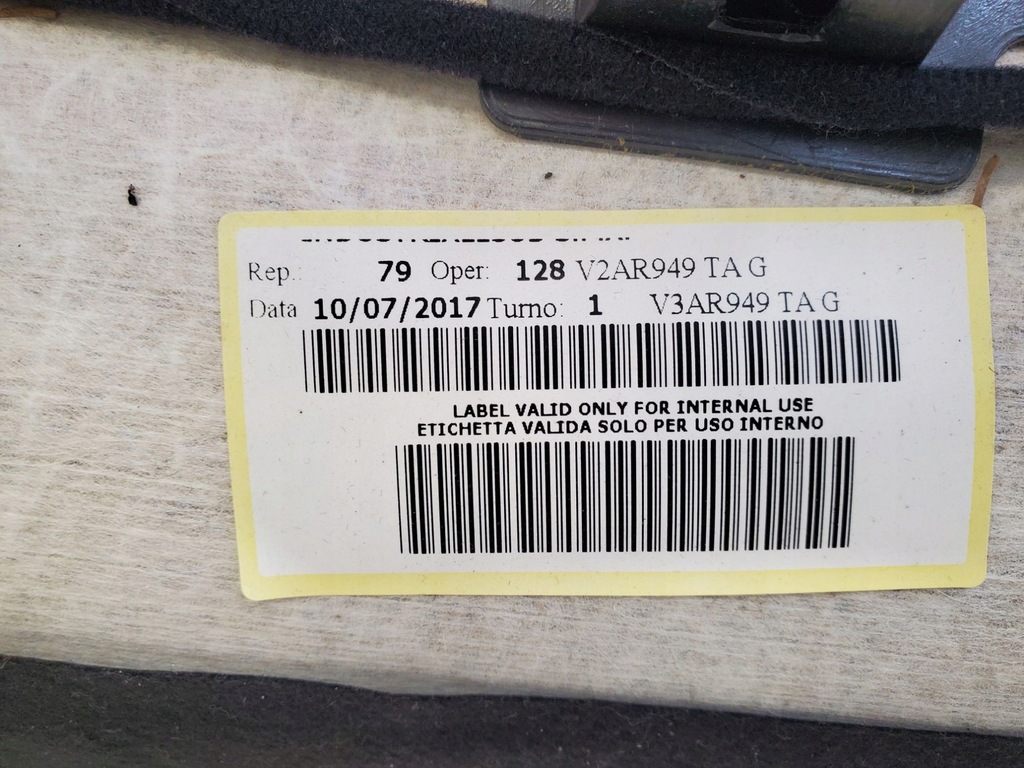 Rep.: 79 Oper: 128 V2AR949 TA G
Data 10/07/2017 Turno: 1 V3AR949 TA G
LABEL VALID ONLY FOR INTERNAL USE
ETICHETTA VALIDA SOLO PER USO INTERNO